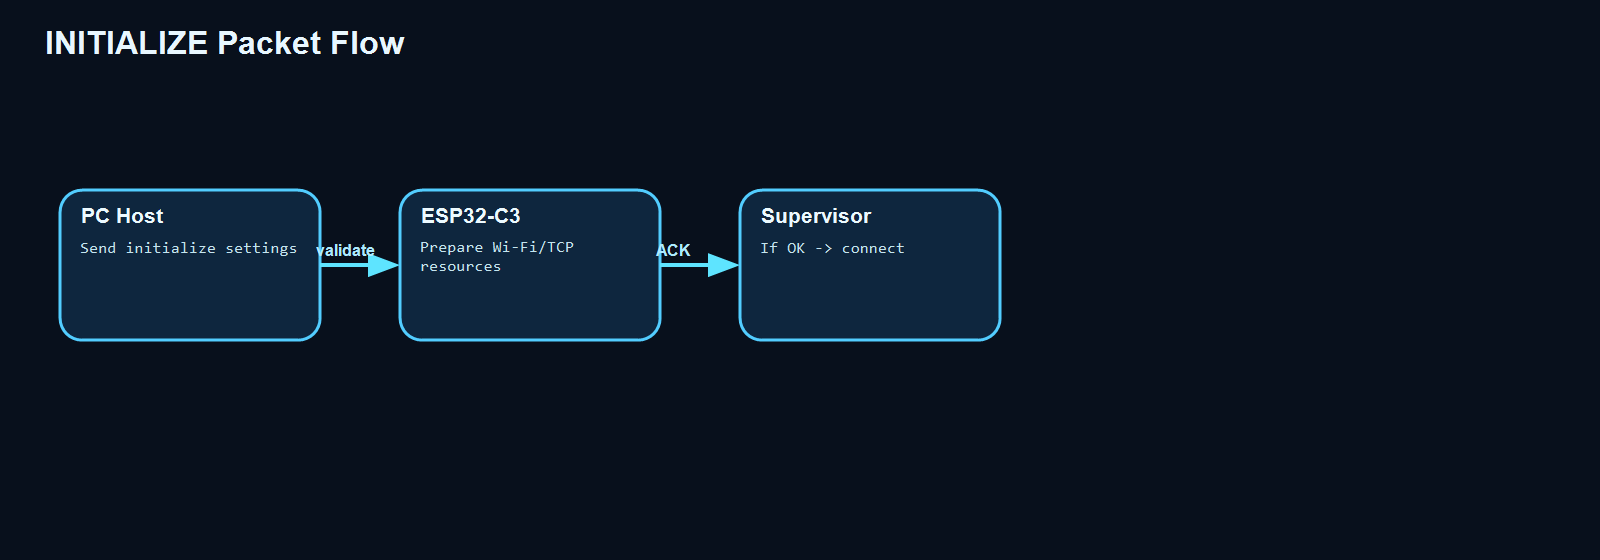 INITIALIZE Packet Flow
PC Host
Send initialize settings
validate
ESP32-C3
Prepare Wi-Fi/TCP
resources
ACK
Supervisor
If OK -> connect